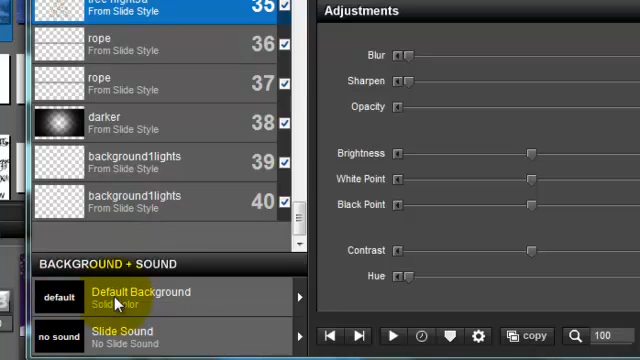 tree lights
From Slide Style
35
rope
From Slide Style
36
rope
From Slide Style
37
darker
From Slide Style
38
background1lights
From Slide Style
39
background1lights
From Slide Style
40
BACKGROUND + SOUND
default
Default Background
Solid Color
no sound
Slide Sound
No Slide Sound
Adjustments
Blur
Sharpen
Opacity
Brightness
White Point
Black Point
Contrast
Hue
copy
100